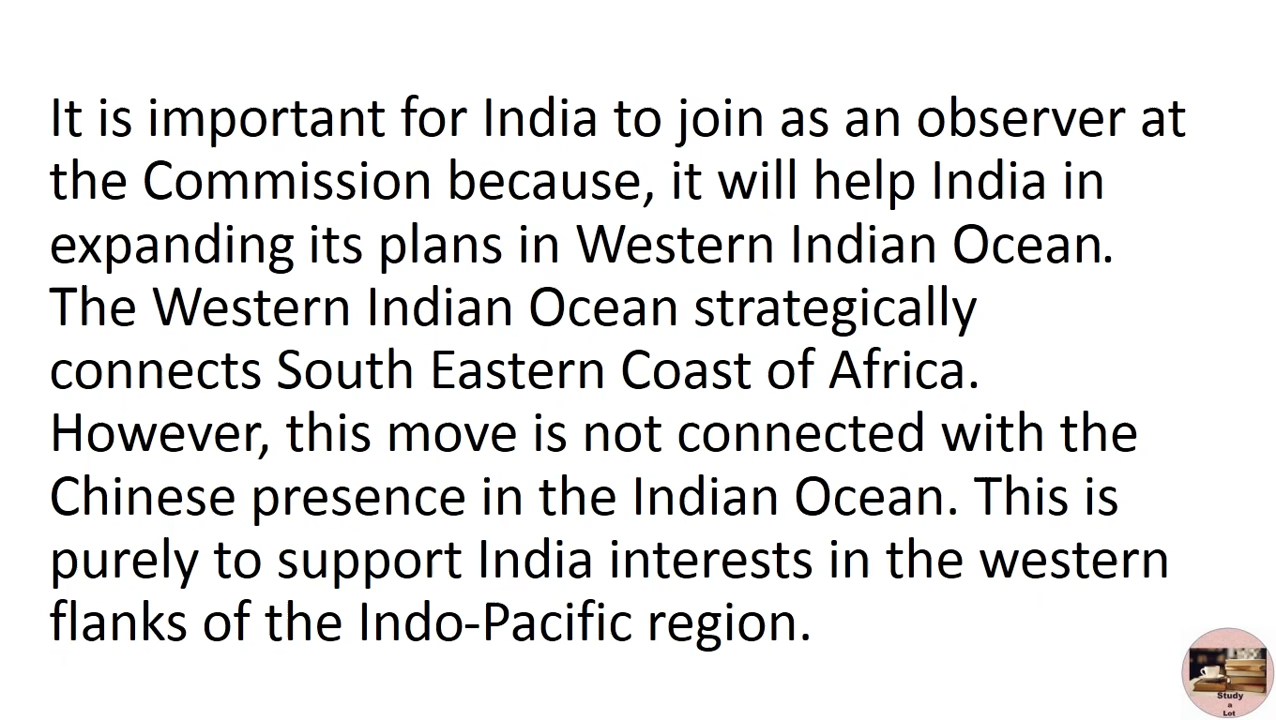 It is important for India to join as an observer at
the Commission because, it will help India in
expanding its plans in Western Indian Ocean.
The Western Indian Ocean strategically
connects South Eastern Coast of Africa.
However, this move is not connected with the
Chinese presence in the Indian Ocean. This is
purely to support India interests in the western
flanks of the Indo-Pacific region.
Study
a
Lot